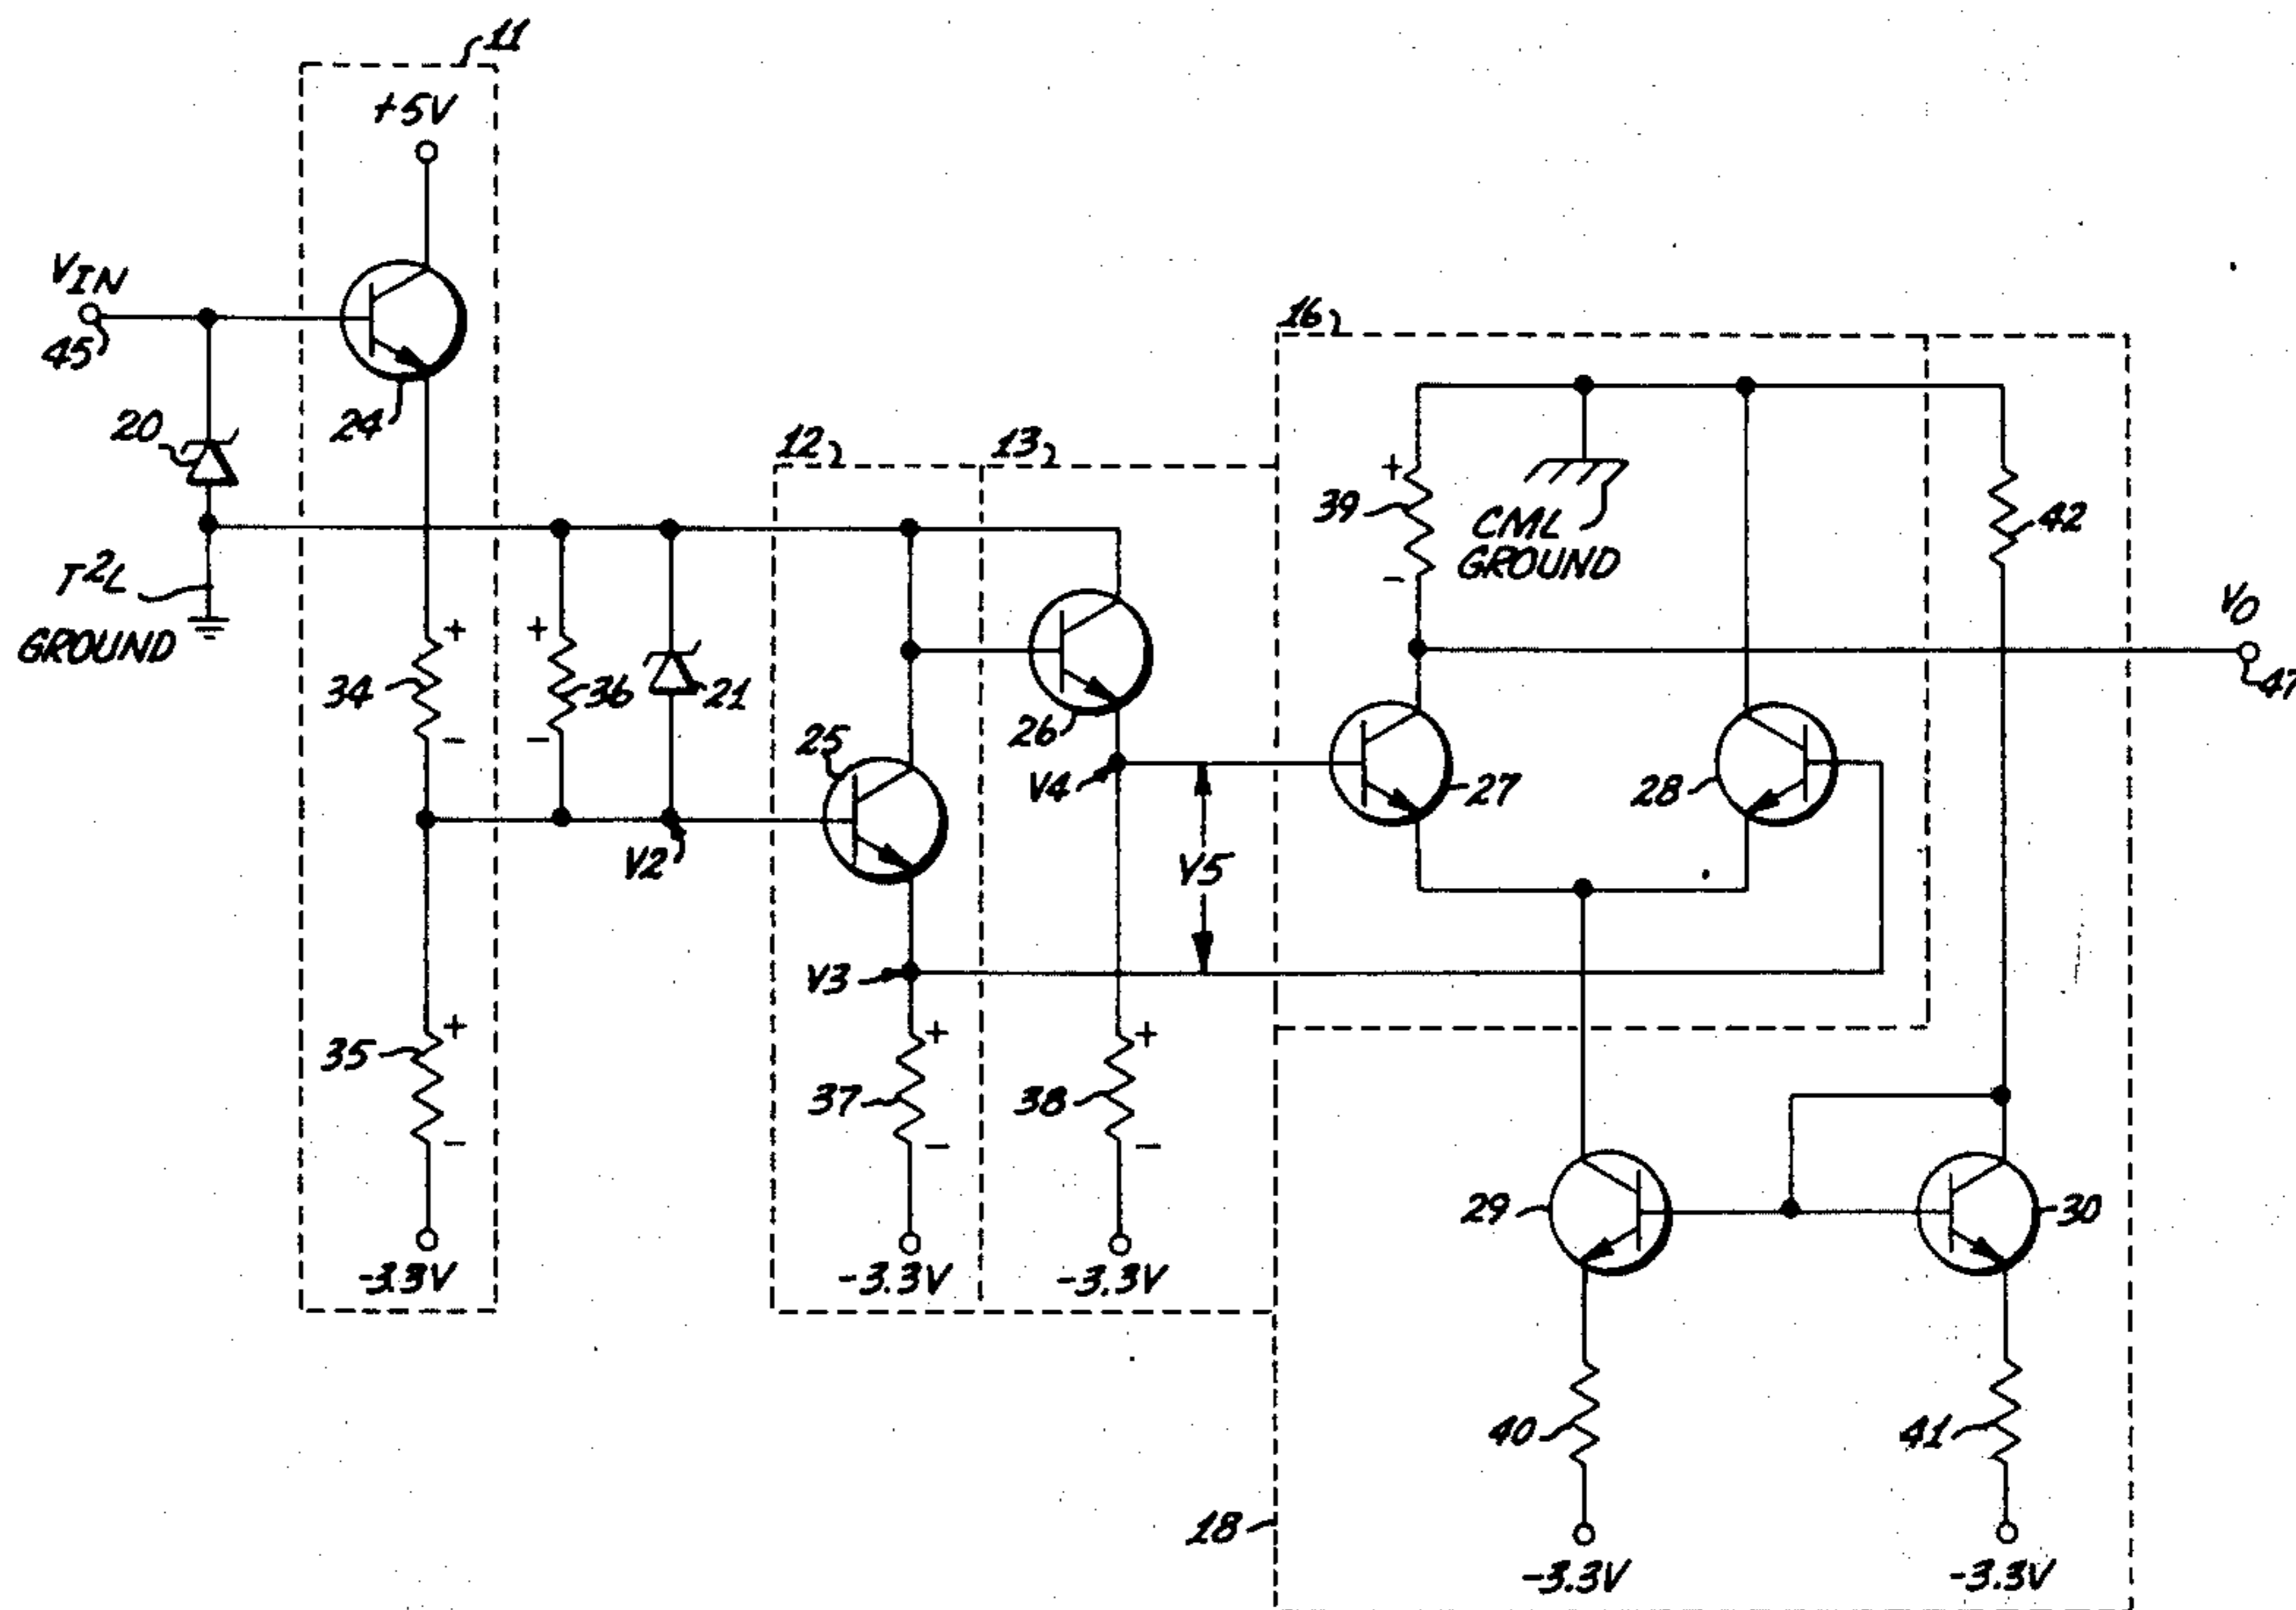 11
+5V
VIN
45
16
20
24
12
13
39
+
-
CML
GROUND
42
T²L
GROUND
VO
47
34
+
-
+
-
36
21
25
26
V4
27
28
V2
V5
V3
35
+
-
37
+
-
38
+
-
29
30
-3.3V
-3.3V
-3.3V
40
41
18
-3.3V
-3.3V